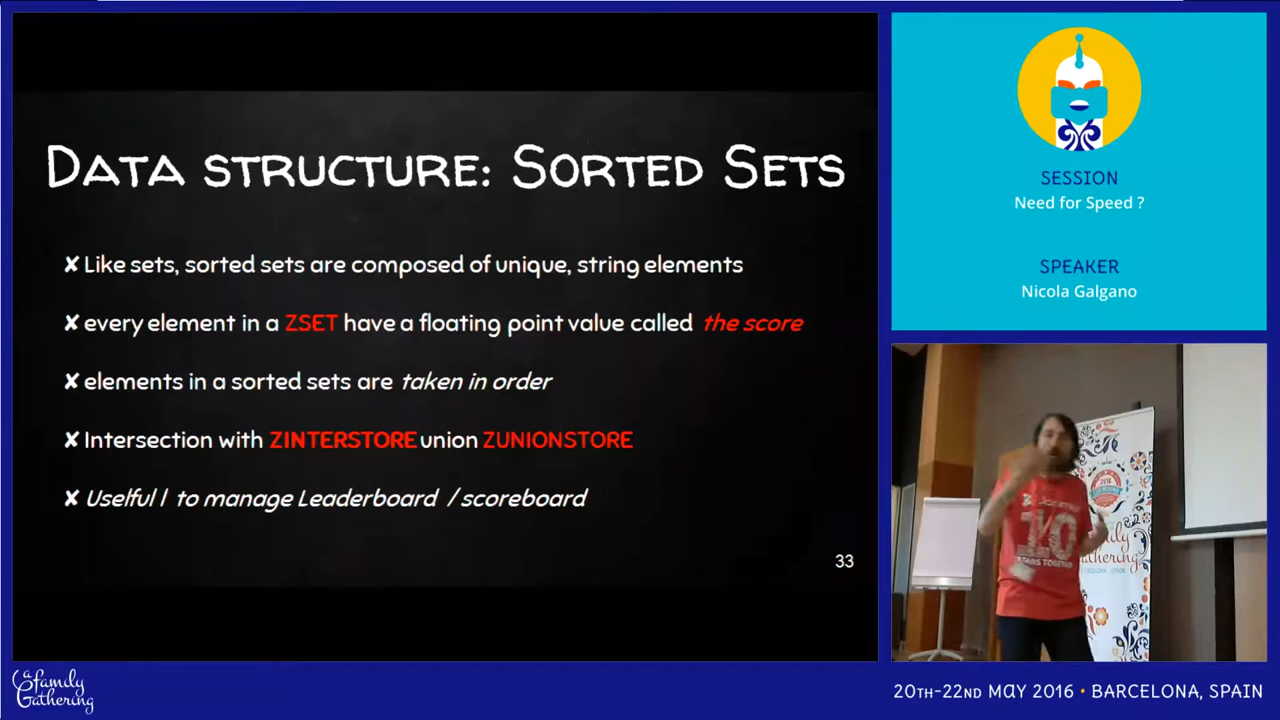 Data structure: Sorted Sets
✘ Like sets, sorted sets are composed of unique, string elements
✘ every element in a ZSET have a floating point value called the score
✘ elements in a sorted sets are taken in order
✘ Intersection with ZINTERSTORE union ZUNIONSTORE
✘ Uselful l to manage Leaderboard / scoreboard
33
SESSION
Need for Speed ?
SPEAKER
Nicola Galgano
10
family
gathering
a family
Gathering
20TH-22ND MAY 2016 • BARCELONA, SPAIN